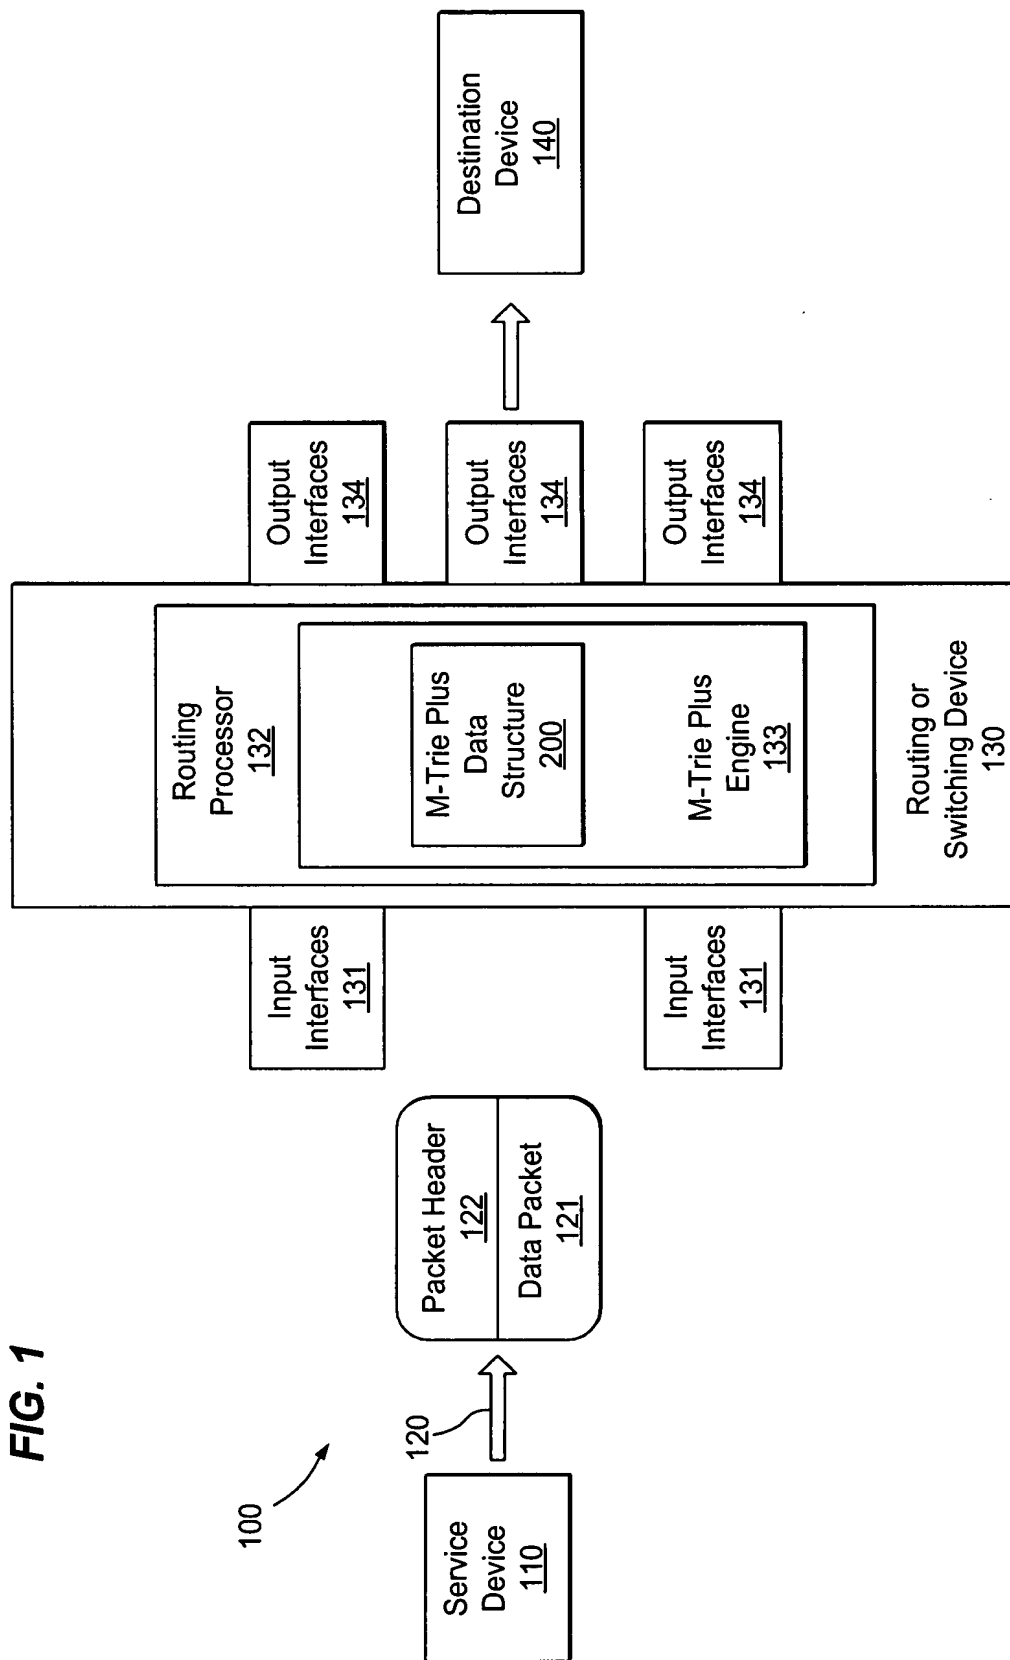 FIG. 1
100
Service
Device
110
120
Packet Header
122
Data Packet
121
Input
Interfaces
131
Input
Interfaces
131
Routing
Processor
132
M-Trie Plus
Data
Structure
200
M-Trie Plus
Engine
133
Routing or
Switching Device
130
Output
Interfaces
134
Output
Interfaces
134
Output
Interfaces
134
Destination
Device
140